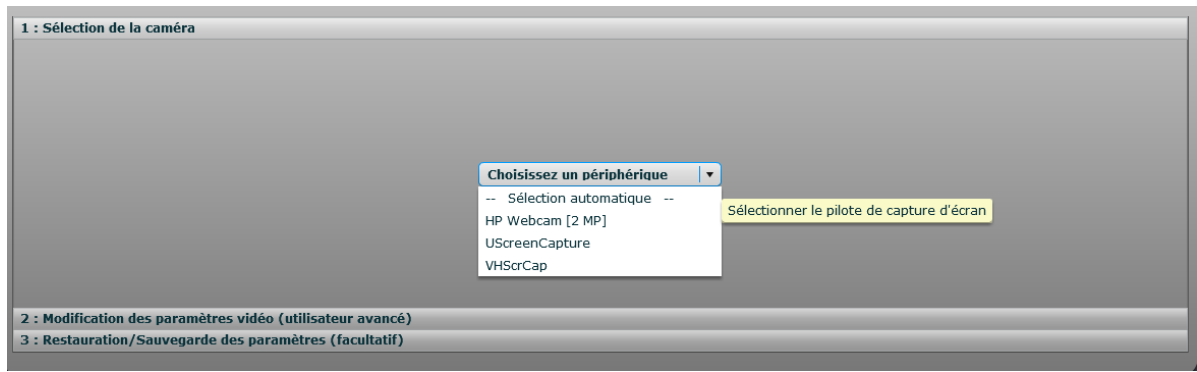 1 : Sélection de la caméra
Choisissez un périphérique
-- Sélection automatique --
HP Webcam [2 MP]
Sélectionner le pilote de capture d'écran
UScreenCapture
VHScrCap
2 : Modification des paramètres vidéo (utilisateur avancé)
3 : Restauration/Sauvegarde des paramètres (facultatif)